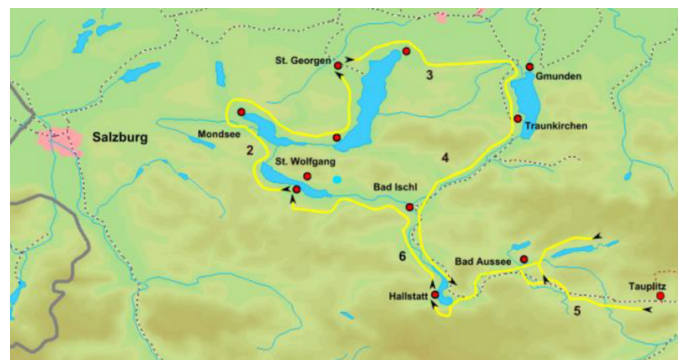 St. Georgen
3
Gmunden
Mondsee
Traunkirchen
Salzburg
2
St. Wolfgang
4
Bad Ischl
6
Bad Aussee
Hallstatt
Tauplitz
5